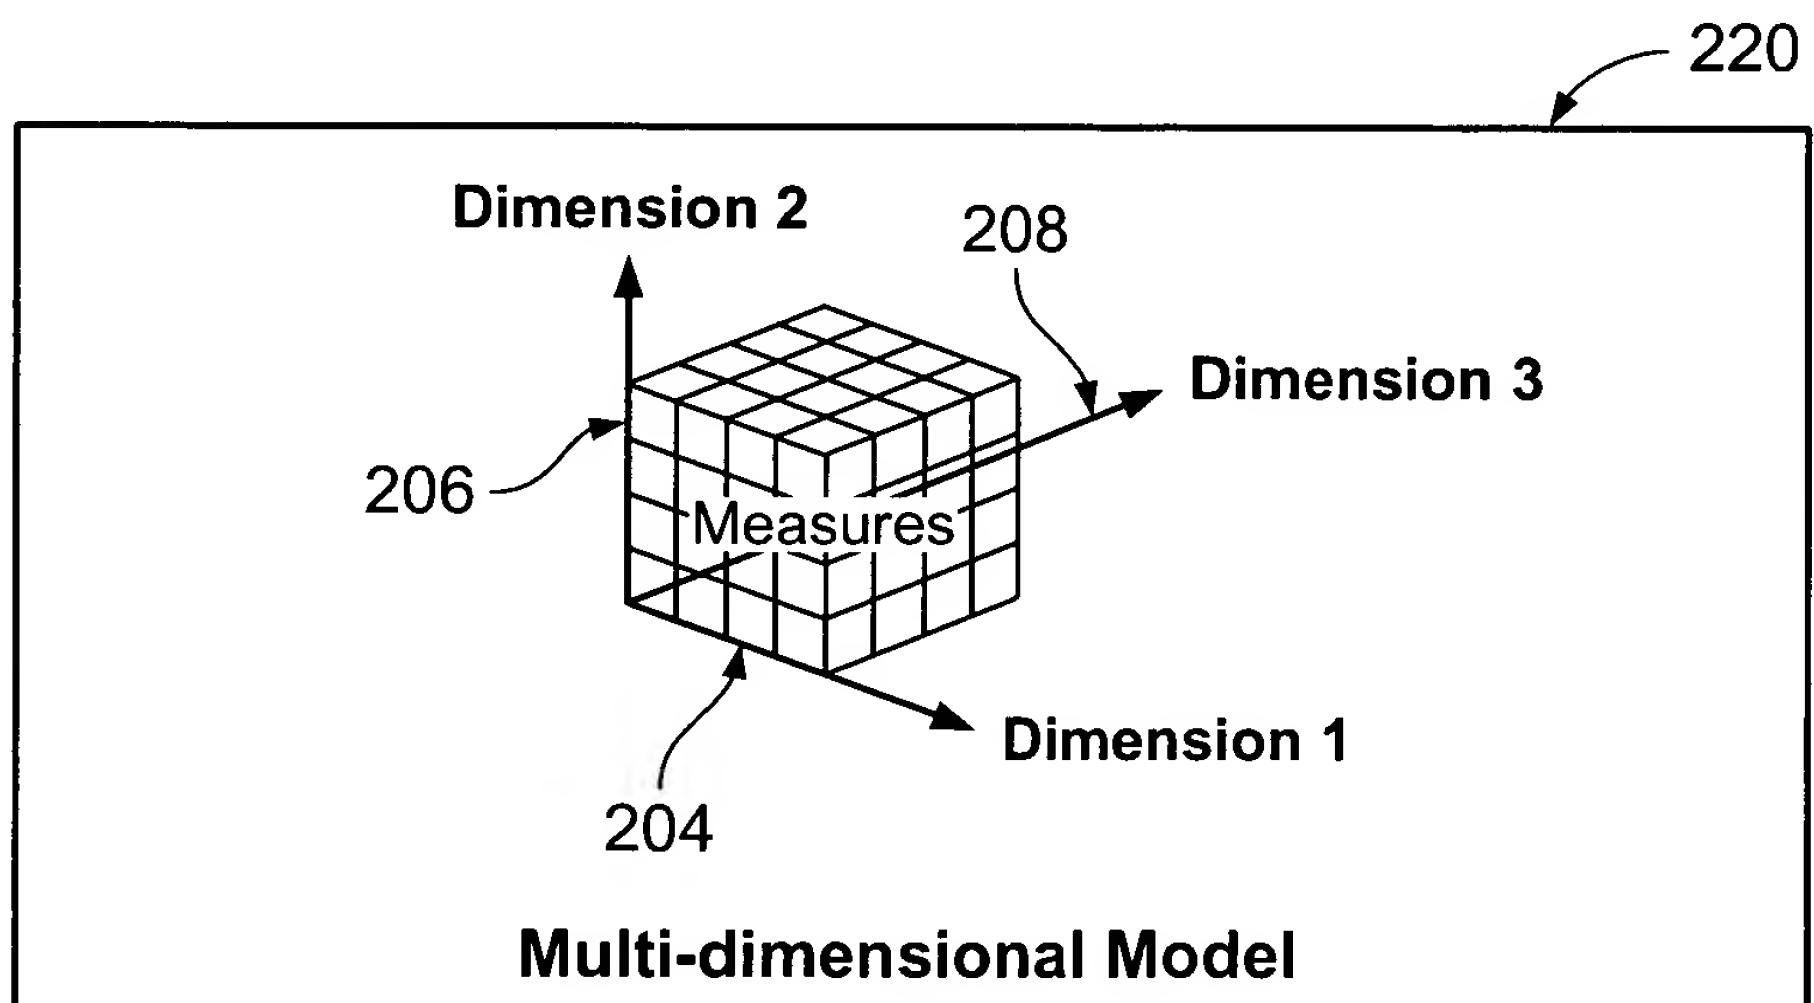 220
Dimension 2
208
Dimension 3
206
Measures
Dimension 1
204
Multi-dimensional Model